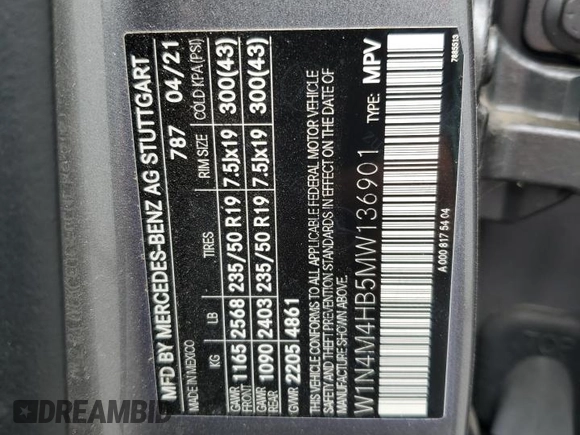 MFD BY MERCEDES-BENZ AG STUTTGART
MADE IN MEXICO 787 04/21
KG LB TIRES RIM SIZE COLD KPA(PSI)
GAWR FRONT 1165 2568 235/50 R19 7.5Jx19 300(43)
GAWR REAR 1090 2403 235/50 R19 7.5Jx19 300(43)
GVWR 2205 4861
THIS VEHICLE CONFORMS TO ALL APPLICABLE FEDERAL MOTOR VEHICLE
SAFETY, THEFT PREVENTION STANDARDS IN EFFECT ON THE DATE OF
MANUFACTURE SHOWN ABOVE.
W1N4M4HB5MW136901 TYPE: MPV
A 000 817 54 04 7885513
DREAMBID